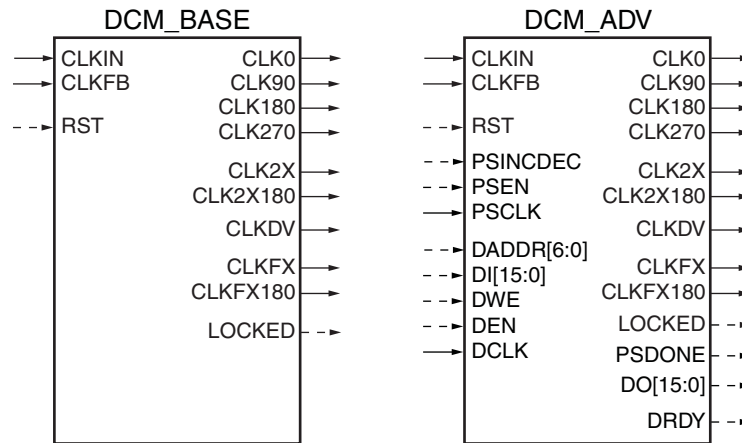 DCM_BASE
CLKIN
CLKFB
RST
CLK0
CLK90
CLK180
CLK270
CLK2X
CLK2X180
CLKDV
CLKFX
CLKFX180
LOCKED
DCM_ADV
CLKIN
CLKFB
RST
PSINCDEC
PSEN
PSCLK
DADDR[6:0]
DI[15:0]
DWE
DEN
DCLK
CLK0
CLK90
CLK180
CLK270
CLK2X
CLK2X180
CLKDV
CLKFX
CLKFX180
LOCKED
PSDONE
DO[15:0]
DRDY